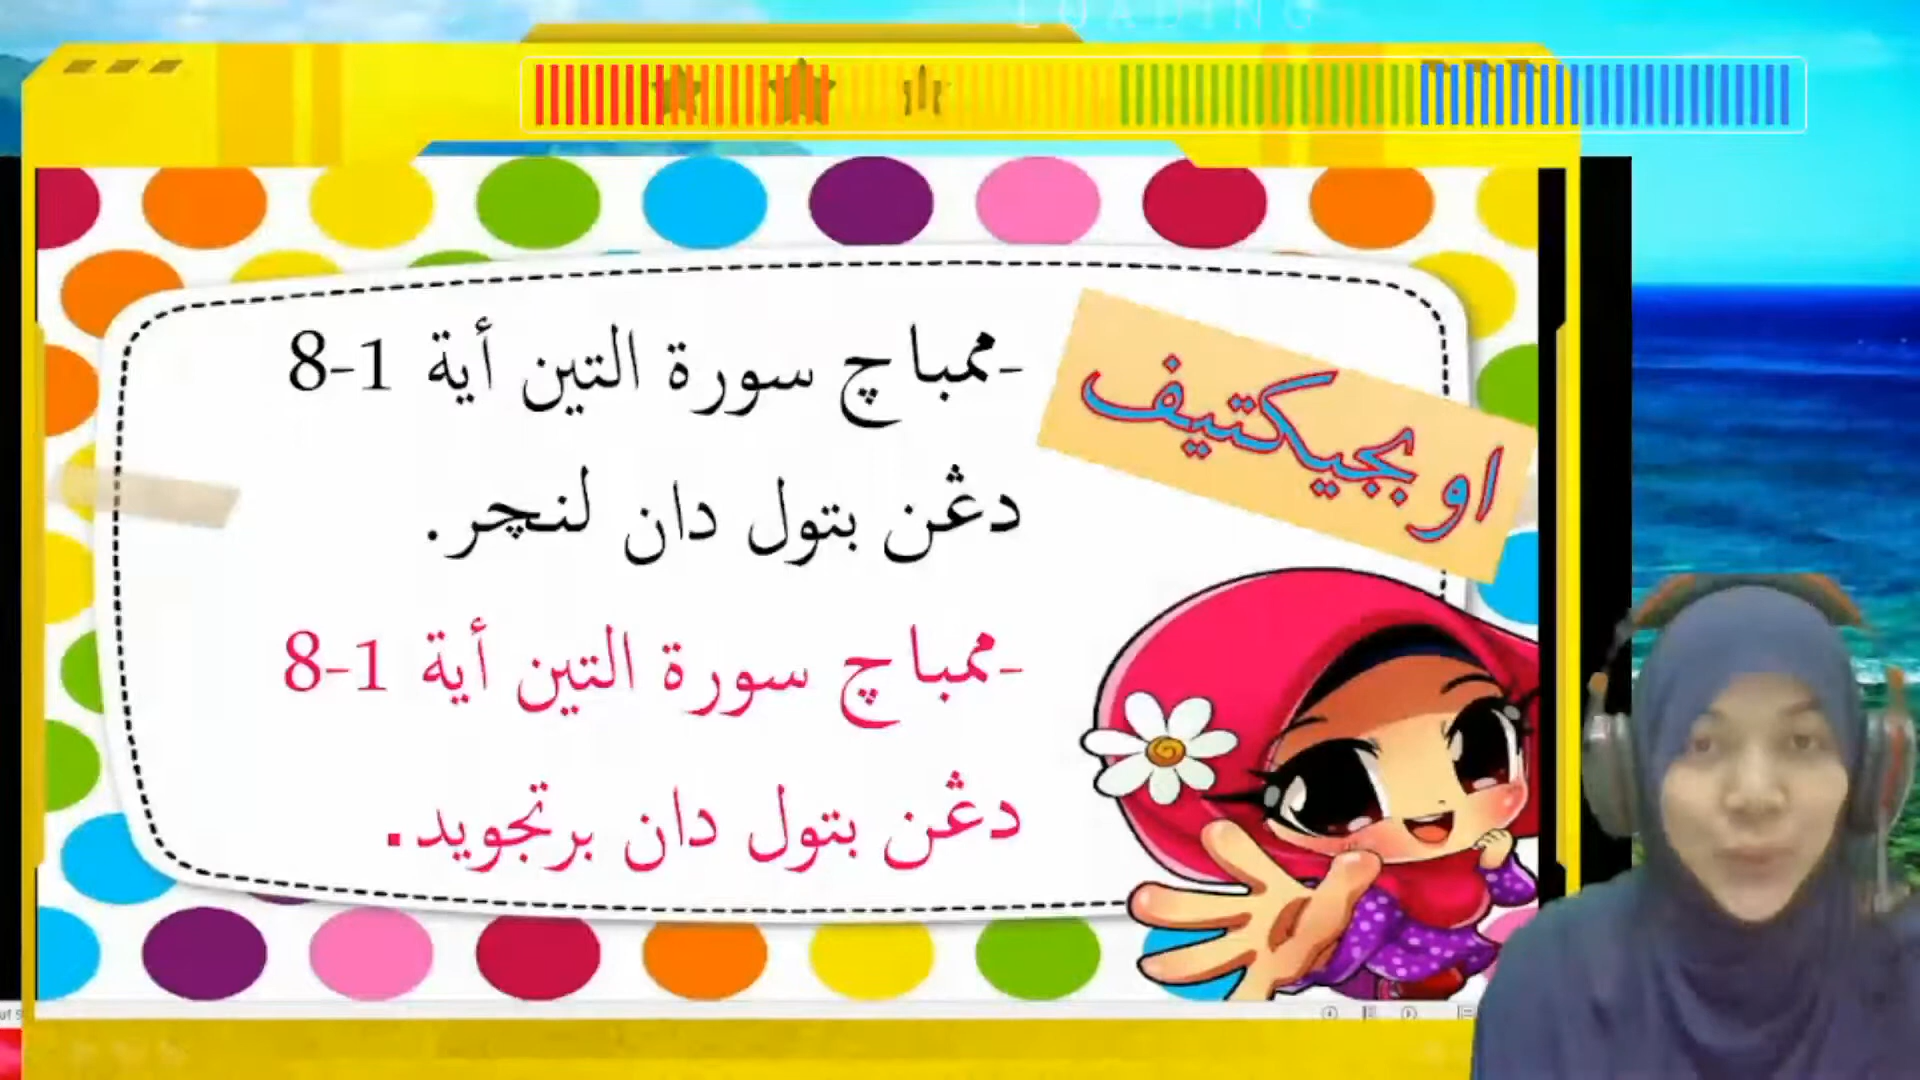 LOADING
اوبجيکتيف
-ممباچ سورة التين أية 1-8
دڠن بتول دان لنچر.
-ممباچ سورة التين أية 1-8
دڠن بتول دان برتجويد.